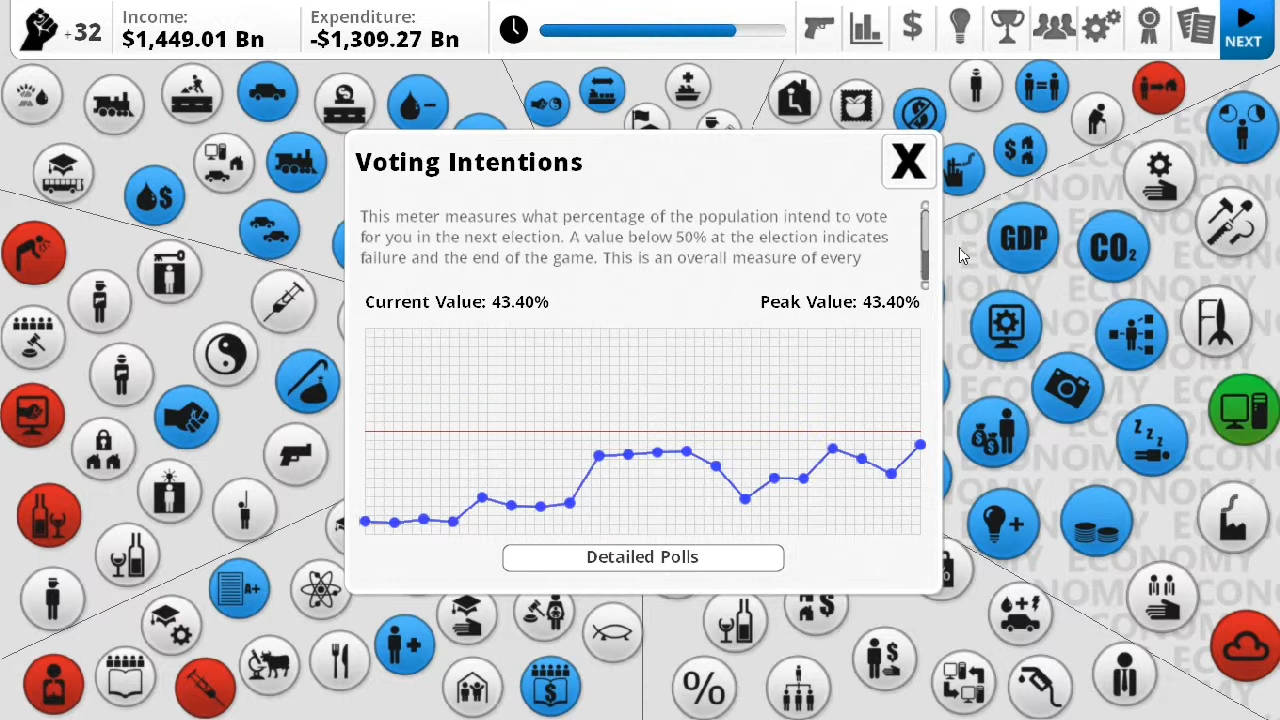 +32
Income:
$1,449.01 Bn
Expenditure:
-$1,309.27 Bn
NEXT
Voting Intentions
X
This meter measures what percentage of the population intend to vote
for you in the next election. A value below 50% at the election indicates
failure and the end of the game. This is an overall measure of every
Current Value: 43.40%
Peak Value: 43.40%
Detailed Polls
GDP
CO₂
ECONOMY
A+
$
%
Z Z Z